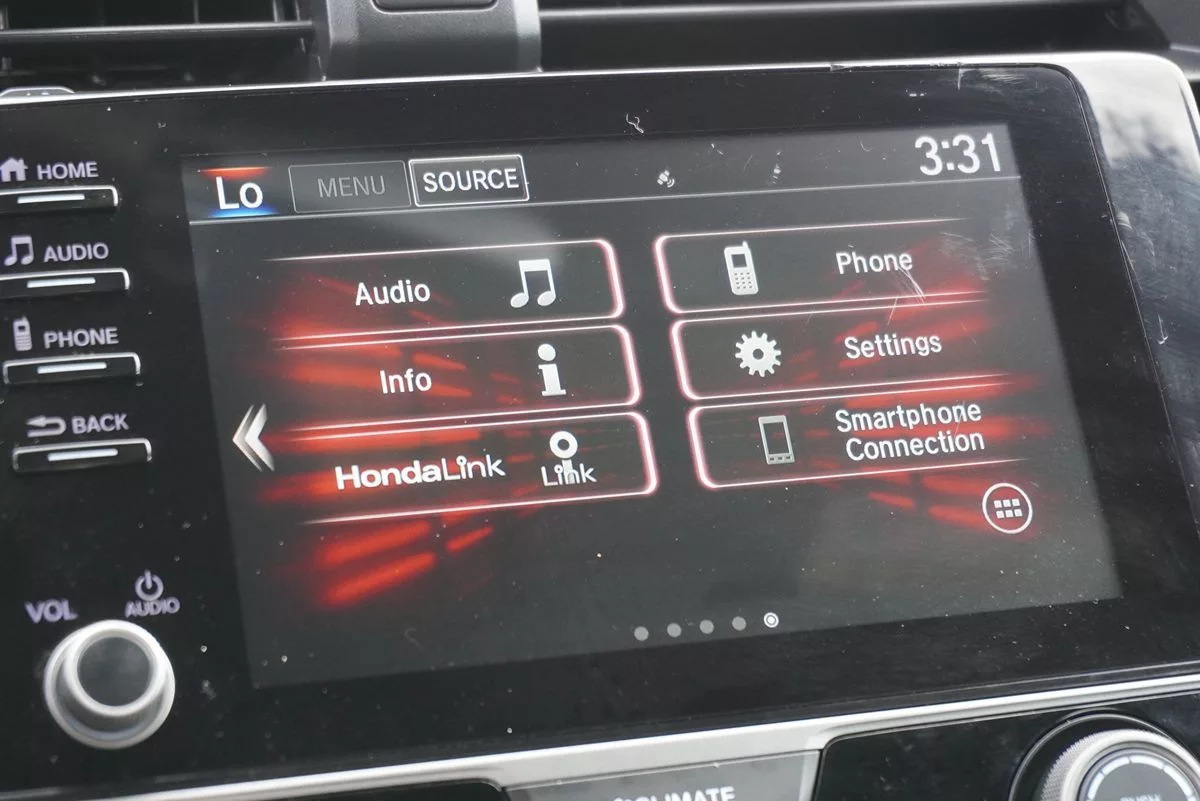 HOME
AUDIO
PHONE
BACK
VOL
AUDIO
Lo MENU SOURCE 3:31
Audio
Info
HondaLink Link
Phone
Settings
Smartphone
Connection
CLIMATE